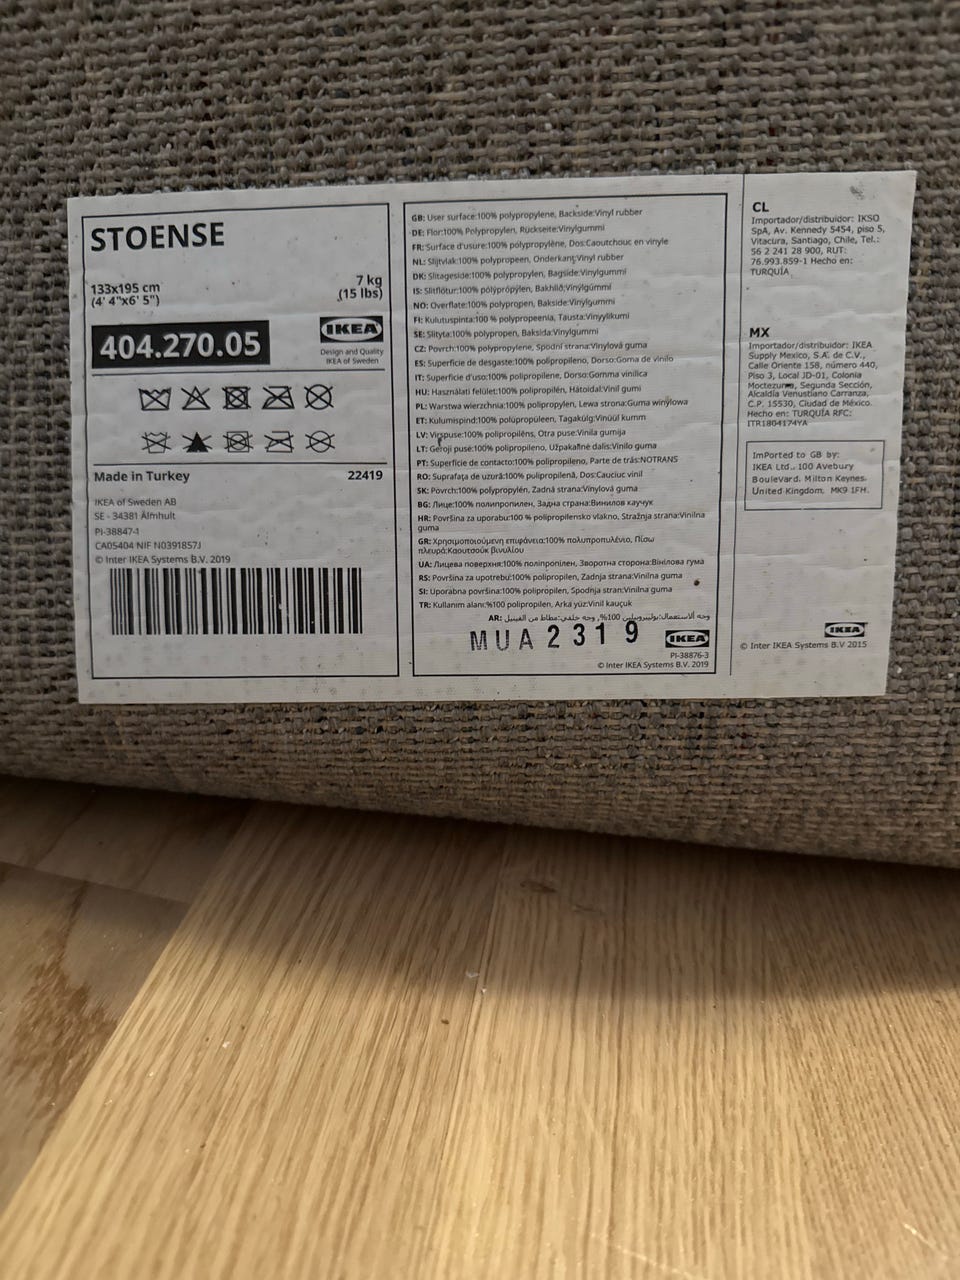 STOENSE
133x195 cm
(4' 4"x6' 5")
7 kg
(15 lbs)
404.270.05
IKEA
Design and Quality
IKEA of Sweden
Made in Turkey
22419
IKEA of Sweden AB
SE - 34381 Älmhult
PI-38847-1
CA05404 NIF N0391857J
© Inter IKEA Systems B.V. 2019
GB: User surface:100% polypropylene, Backside:Vinyl rubber
DE: Flor:100% Polypropylen, Rückseite:Vinylgummi
FR: Surface d'usure:100% polypropylène, Dos:Caoutchouc en vinyle
NL: Slijtvlak:100% polypropeen, Onderkant:Vinyl rubber
DK: Slitageside:100% polypropylen, Bagside:Vinylgummi
IS: Slitflötur:100% pólýprópýlen, Bakhlið:Vinýlgúmmí
NO: Overflate:100% polypropen, Bakside:Vinylgummi
FI: Kulutuspinta:100 % polypropeenia, Tausta:Vinyylikumi
SE: Slityta:100% polypropen, Baksida:Vinylgummi
CZ: Povrch:100% polypropylene, Spodní strana:Vinylová guma
ES: Superficie de desgaste:100% polipropileno, Dorso:Goma de vinilo
IT: Superficie d'uso:100% polipropilene, Dorso:Gomma vinilica
HU: Használati felület:100% polipropilén, Hátoldal:Vinil gumi
PL: Warstwa wierzchnia:100% polipropylen, Lewa strona:Guma winylowa
ET: Kulumispind:100% polüpropüleen, Tagakülg:Vinüül kumm
LV: Virspuse:100% polipropilēns, Otra puse:Vinila gumija
LT: Geroji puse:100% polipropileno, Užpakalinė dalis:Vinilo guma
PT: Superfície de contacto:100% polipropileno, Parte de trás:NOTRANS
RO: Suprafaţa de uzură:100% polipropilenă, Dos:Cauciuc vinil
SK: Povrch:100% polypropylén, Zadná strana:Vinylová guma
BG: Лице:100% полипропилен, Задна страна:Винилов каучук
HR: Površina za uporabu:100 % polipropilensko vlakno, Stražnja strana:Vinilna
guma
GR: Χρησιμοποιούμενη επιφάνεια:100% πολυπροπυλένιο, Πίσω
πλευρά:Καουτσούκ βινυλίου
UA: Лицева поверхня:100% поліпропілен, Зворотна сторона:Вінілова гума
RS: Površina za upotrebu:100% polipropilen, Zadnja strana:Vinilna guma
SI: Uporabna površina:100% polipropilen, Spodnja stran:Vinilna guma
TR: Kullanim alanı:%100 polipropilen, Arka yüz:Vinil kauçuk
AR: وجه الاستعمال:بوليبروبيلين 100%, وجه خلفي:مطاط من الفينيل
MUA2319
IKEA
PI-38876-3
© Inter IKEA Systems B.V. 2019
CL
Importador/distribuidor: IKSO
SpA, Av. Kennedy 5454, piso 5,
Vitacura, Santiago, Chile, Tel.:
56 2 241 28 900, RUT:
76.993.859-1 Hecho en:
TURQUÍA
MX
Importador/distribuidor: IKEA
Supply Mexico, S.A. de C.V.,
Calle Oriente 158, número 440,
Piso 3, Local JD-01, Colonia
Moctezuma, Segunda Sección,
Alcaldía Venustiano Carranza,
C.P. 15530, Ciudad de México.
Hecho en: TURQUÍA RFC:
ITR1804174YA
ImPorted to GB by:
IKEA Ltd., 100 Avebury
Boulevard, Milton Keynes,
United Kingdom, MK9 1FH.
IKEA
© Inter IKEA Systems B.V 2015